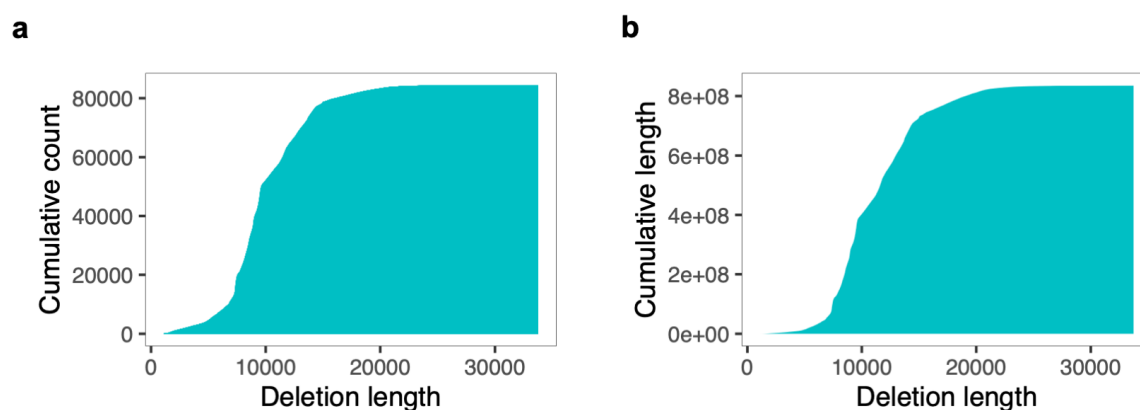 a
Cumulative count
80000
60000
40000
20000
0
0 10000 20000 30000
Deletion length
b
Cumulative length
8e+08
6e+08
4e+08
2e+08
0e+00
0 10000 20000 30000
Deletion length